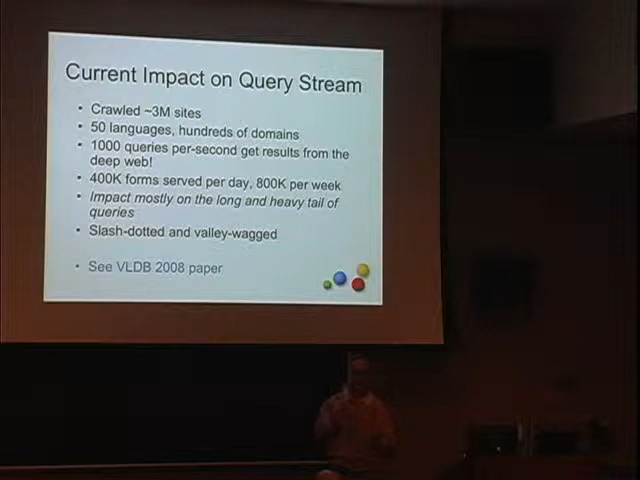 Current Impact on Query Stream
• Crawled ~3M sites
• 50 languages, hundreds of domains
• 1000 queries per-second get results from the
deep web!
• 400K forms served per day, 800K per week
• Impact mostly on the long and heavy tail of
queries
• Slash-dotted and valley-wagged
• See VLDB 2008 paper